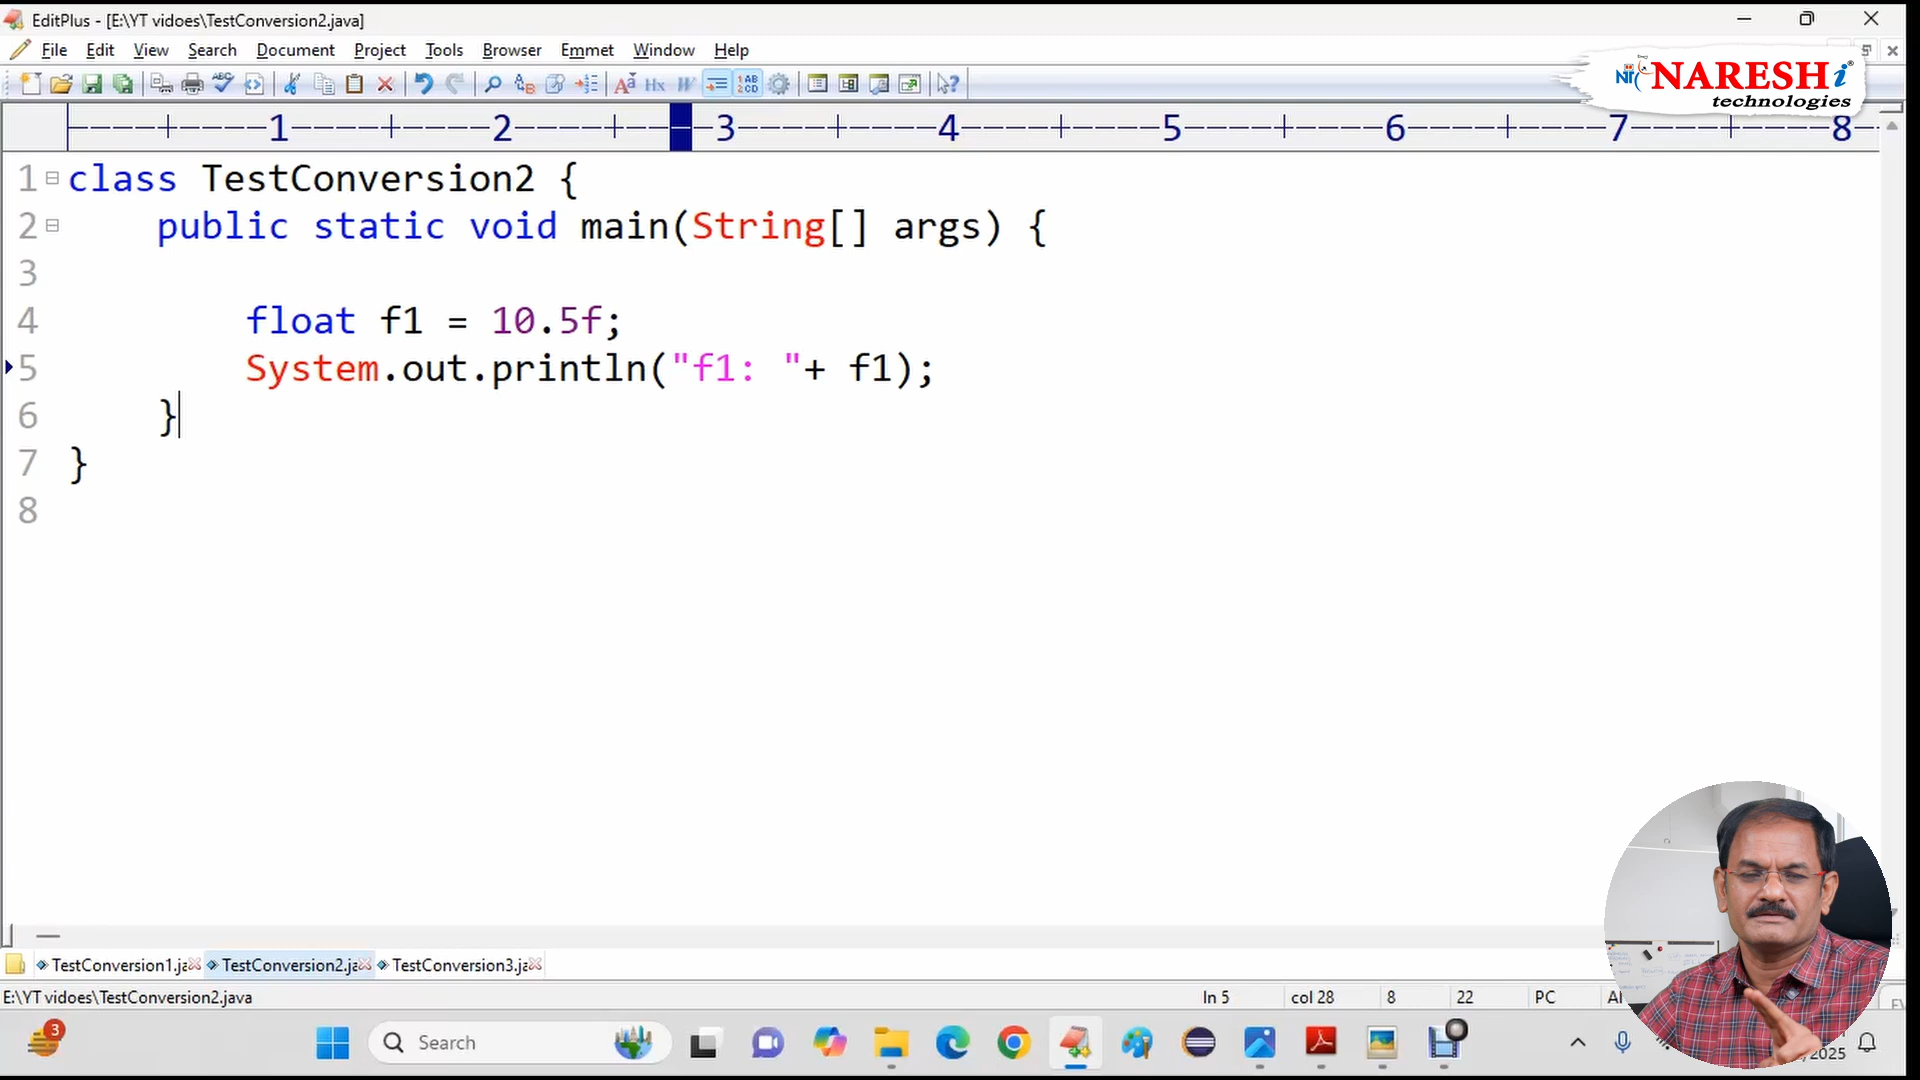 EditPlus - [E:\YT vidoes\TestConversion2.java]
File Edit View Search Document Project Tools Browser Emmet Window Help
NARESH i
technologies
1 2 3 4 5 6 7 8
1 class TestConversion2 {
2 public static void main(String[] args) {
3
4 float f1 = 10.5f;
5 System.out.println("f1: "+ f1);
6 }
7 }
8
TestConversion1.ja TestConversion2.ja TestConversion3.ja
E:\YT vidoes\TestConversion2.java ln 5 col 28 8 22 PC
3 Search 2025